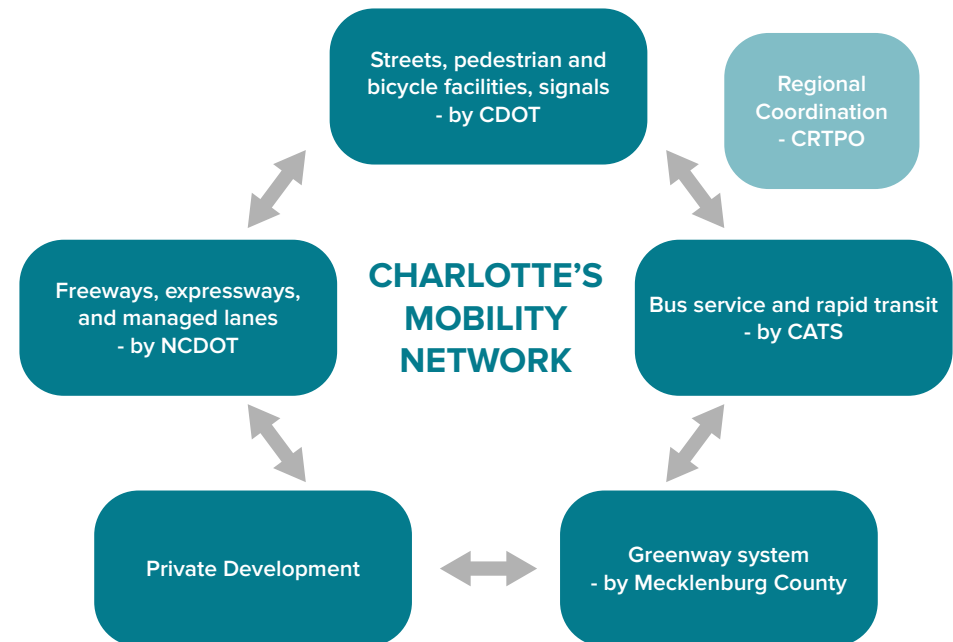 Streets, pedestrian and
bicycle facilities, signals
- by CDOT
Regional
Coordination
- CRTPO
Freeways, expressways,
and managed lanes
- by NCDOT
CHARLOTTE'S
MOBILITY
NETWORK
Bus service and rapid transit
- by CATS
Private Development
Greenway system
- by Mecklenburg County